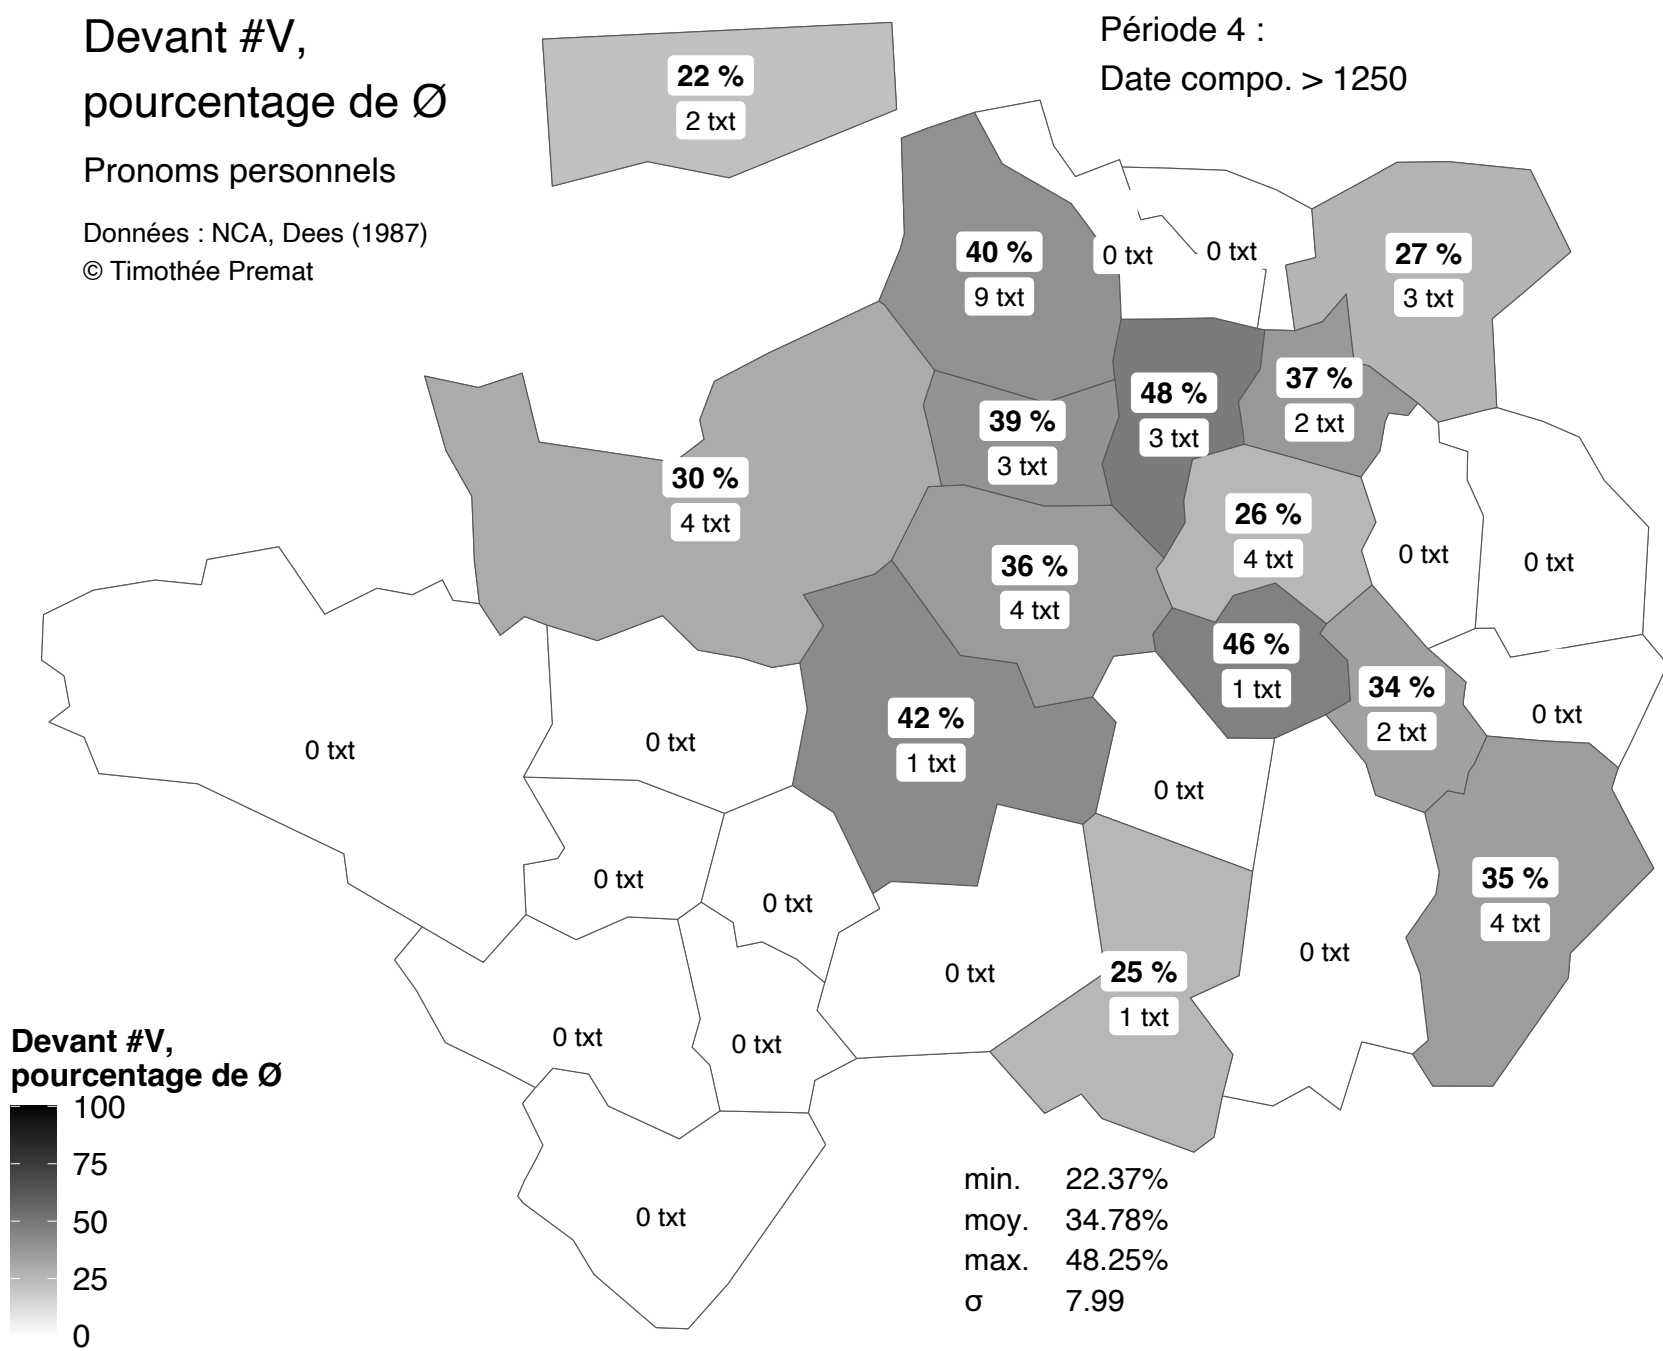 Devant #V,
pourcentage de Ø
Pronoms personnels
Données : NCA, Dees (1987)
© Timothée Premat
Période 4 :
Date compo. > 1250
22 %
2 txt
40 %
9 txt
0 txt
0 txt
27 %
3 txt
37 %
2 txt
48 %
3 txt
39 %
3 txt
30 %
4 txt
26 %
4 txt
0 txt
0 txt
36 %
4 txt
46 %
1 txt
34 %
2 txt
0 txt
42 %
1 txt
0 txt
0 txt
0 txt
0 txt
0 txt
35 %
4 txt
0 txt
0 txt
25 %
1 txt
0 txt
0 txt
0 txt
Devant #V,
pourcentage de Ø
100
75
50
25
0
min. 22.37%
moy. 34.78%
max. 48.25%
σ 7.99